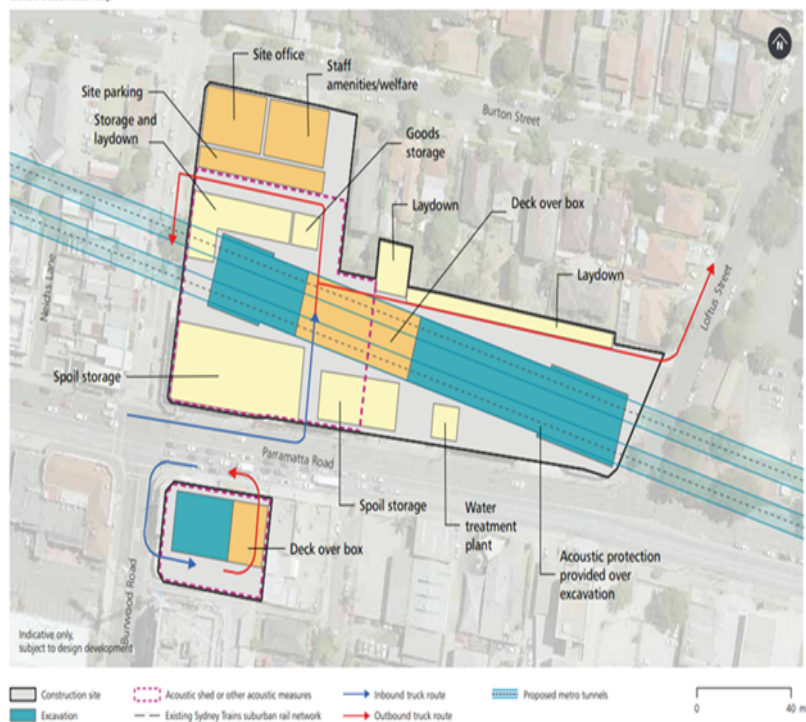 N
Site office
Staff
amenities/welfare
Site parking
Storage and
laydown
Goods
storage
Burton Street
Laydown
Deck over box
Laydown
Loftus Street
Neichs Lane
Spoil storage
Parramatta Road
Spoil storage
Water
treatment
plant
Deck over box
Acoustic protection
provided over
excavation
Burwood Road
Indicative only,
subject to design development
Construction site
Acoustic shed or other acoustic measures
Inbound truck route
Proposed metro tunnels
Excavation
Existing Sydney Trains suburban rail network
Outbound truck route
0
40 m